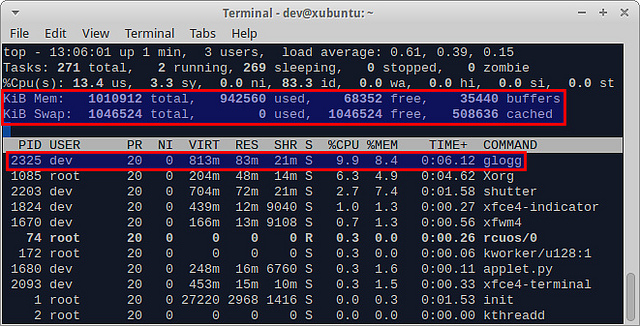 Terminal - dev@xubuntu: ~
File Edit View Terminal Tabs Help
top - 13:06:01 up 1 min, 3 users, load average: 0.61, 0.39, 0.15
Tasks: 271 total, 2 running, 269 sleeping, 0 stopped, 0 zombie
%Cpu(s): 13.4 us, 3.3 sy, 0.0 ni, 83.3 id, 0.0 wa, 0.0 hi, 0.0 si, 0.0 st
KiB Mem: 1010912 total, 942560 used, 68352 free, 35440 buffers
KiB Swap: 1046524 total, 0 used, 1046524 free, 508636 cached
PID USER PR NI VIRT RES SHR S %CPU %MEM TIME+ COMMAND
2325 dev 20 0 813m 83m 21m S 9.9 8.4 0:06.12 glogg
1085 root 20 0 204m 48m 14m S 6.3 4.9 0:04.62 Xorg
2203 dev 20 0 704m 72m 21m S 2.7 7.4 0:01.58 shutter
1824 dev 20 0 439m 12m 9040 S 1.0 1.3 0:00.27 xfce4-indicator
1670 dev 20 0 166m 13m 9108 S 0.7 1.3 0:00.56 xfwm4
74 root 20 0 0 0 0 R 0.3 0.0 0:00.26 rcuos/0
172 root 20 0 0 0 0 S 0.3 0.0 0:00.06 kworker/u128:1
1680 dev 20 0 248m 16m 6760 S 0.3 1.6 0:00.11 applet.py
2093 dev 20 0 453m 15m 10m S 0.3 1.5 0:00.33 xfce4-terminal
1 root 20 0 27220 2968 1416 S 0.0 0.3 0:01.53 init
2 root 20 0 0 0 0 S 0.0 0.0 0:00.00 kthreadd